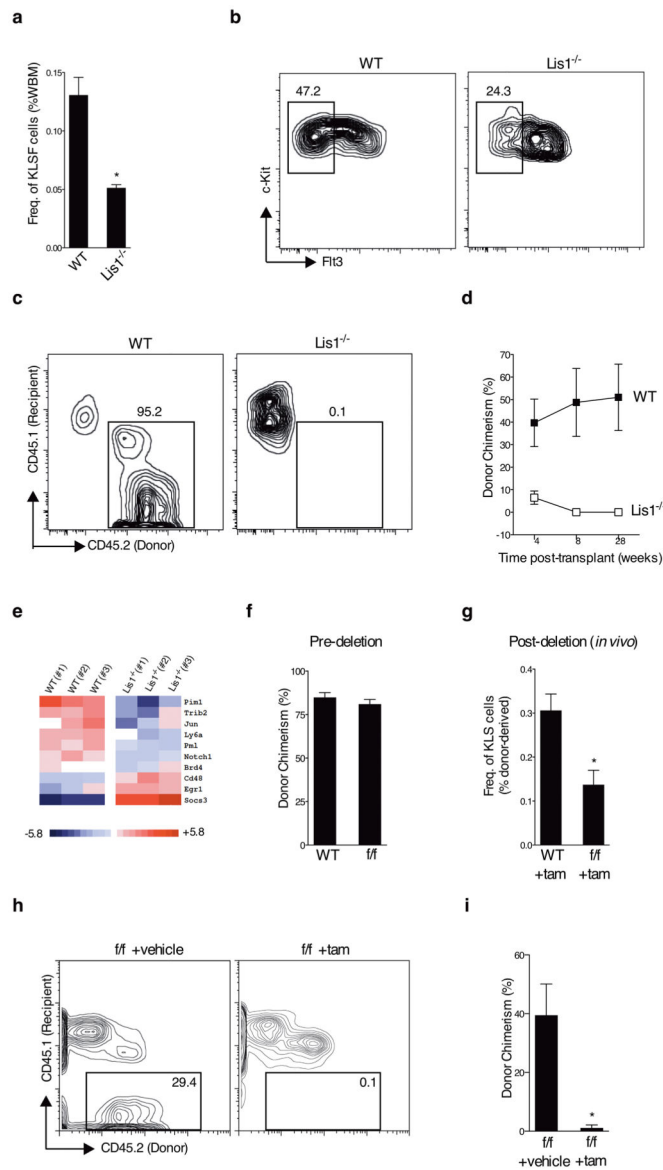 a
Freq. of KLSF cells (%WBM)
0.15
0.10
0.05
0.00
WT
Lis1-/-
*
b
WT
Lis1-/-
47.2
24.3
c-Kit
Flt3
c
WT
Lis1-/-
95.2
0.1
CD45.1 (Recipient)
CD45.2 (Donor)
d
Donor Chimerism (%)
70
60
50
40
30
20
10
0
-10
WT
Lis1-/-
4
8
28
Time post-transplant (weeks)
e
WT(#1)
WT(#2)
WT(#3)
Lis1-/-(#1)
Lis1-/-(#2)
Lis1-/-(#3)
Pim1
Trib2
Jun
Ly6a
Pml
Notch1
Brd4
Cd48
Egr1
Socs3
-5.8
+5.8
f
Pre-deletion
Donor Chimerism (%)
100
75
50
25
0
WT
f/f
g
Post-deletion (in vivo)
Freq. of KLS cells
(% donor-derived)
0.4
0.3
0.2
0.1
0.0
*
WT
+tam
f/f
+tam
h
f/f +vehicle
f/f +tam
29.4
0.1
CD45.1 (Recipient)
CD45.2 (Donor)
i
Donor Chimerism (%)
60
40
20
0
*
f/f
+vehicle
f/f
+tam